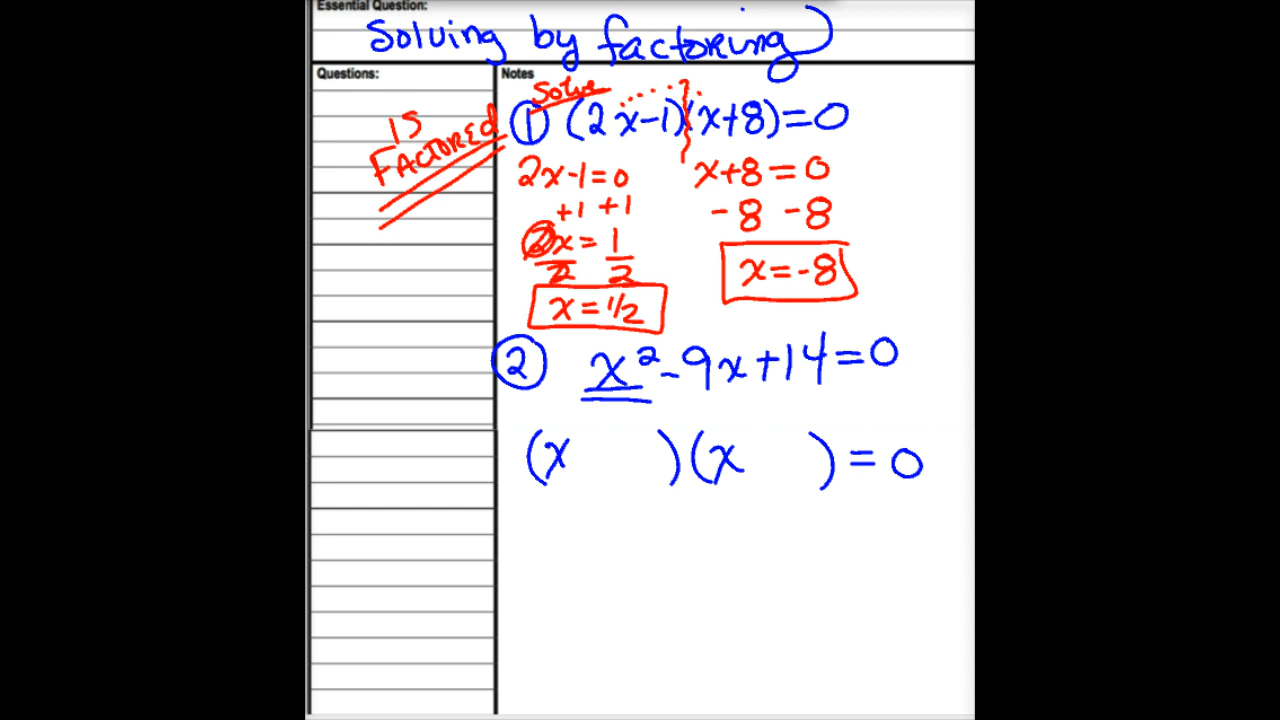 Essential Question:
Solving by factoring
Questions:
Notes
IS
FACTORED
Solve
① (2x-1)(x+8)=0
2x-1=0
+1 +1
2x = 1
2 2
x = 1/2
x+8=0
-8 -8
x=-8
② x²-9x+14=0
(x )(x )=0